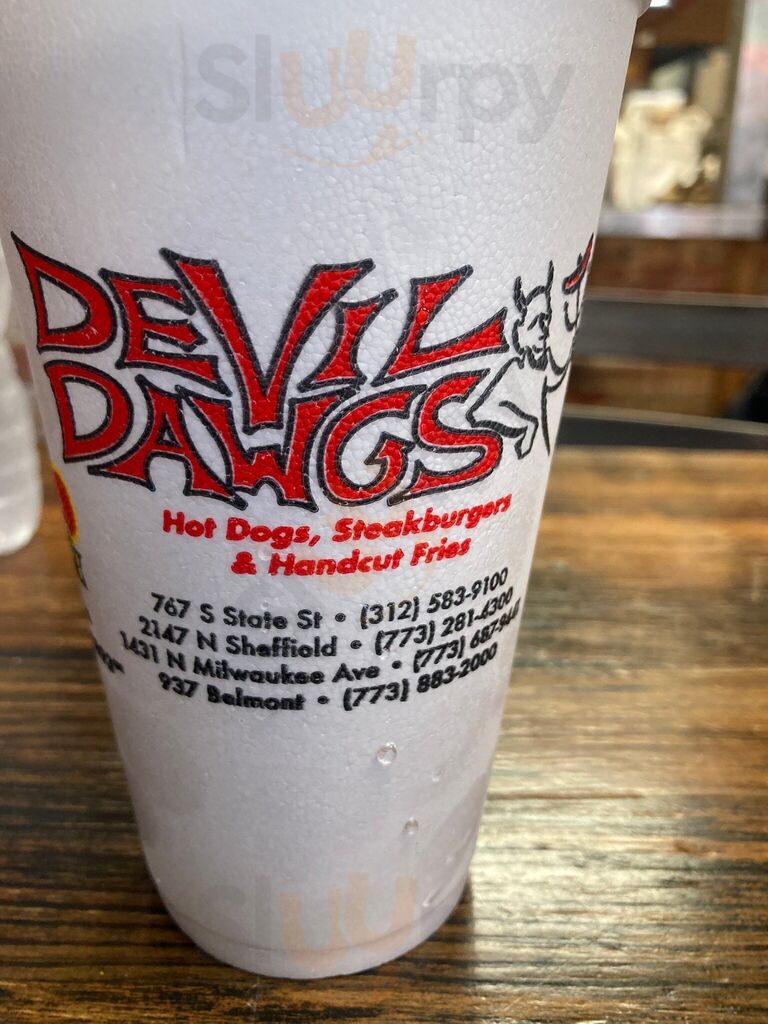 Sluurpy
DEVIL
DAWGS
Hot Dogs, Steakburgers
& Handcut Fries
767 S State St • (312) 583-9100
2147 N Sheffield • (773) 281-4300
1431 N Milwaukee Ave • (773)
937 Belmont • (773) 883-2000